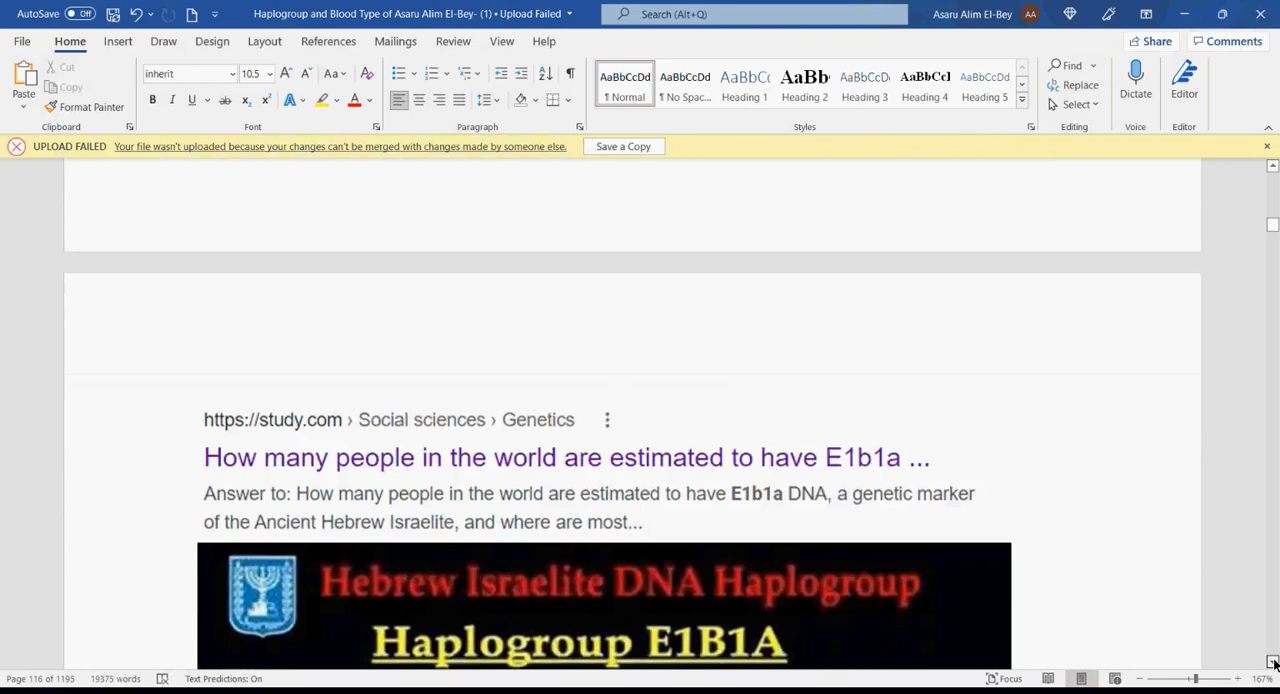 AutoSave Off Haplogroup and Blood Type of Asaru Alim El-Bey- (1) • Upload Failed Search (Alt+Q) Asaru Alim El-Bey AA
File Home Insert Draw Design Layout References Mailings Review View Help Share Comments
Paste Cut Copy Format Painter
inherit 10.5
AaBbCcDd AaBbCcDd AaBbCc AaBb AaBbCcDd AaBbCcI AaBbCcDd
¶ Normal ¶ No Spac... Heading 1 Heading 2 Heading 3 Heading 4 Heading 5
Find Replace Select Dictate Editor
Clipboard Font Paragraph Styles Editing Voice Editor
UPLOAD FAILED Your file wasn't uploaded because your changes can't be merged with changes made by someone else. Save a Copy
https://study.com › Social sciences › Genetics
How many people in the world are estimated to have E1b1a ...
Answer to: How many people in the world are estimated to have E1b1a DNA, a genetic marker
of the Ancient Hebrew Israelite, and where are most...
Hebrew Israelite DNA Haplogroup
Haplogroup E1B1A
Page 116 of 1195 19375 words Text Predictions: On Focus 167%